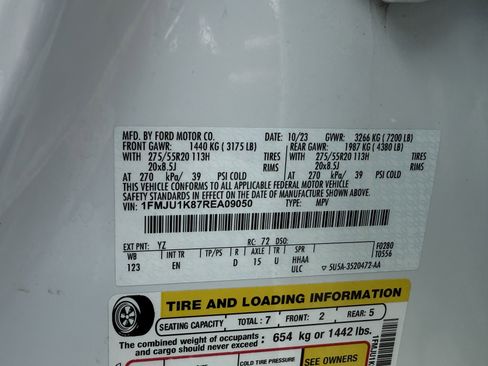 MFD. BY FORD MOTOR CO.
DATE: 10/23 GVWR: 3266 KG (7200 LB)
FRONT GAWR: 1440 KG (3175 LB) REAR GAWR: 1987 KG (4380 LB)
WITH 275/55R20 113H TIRES WITH 275/55R20 113H TIRES
20x8.5J RIMS 20x8.5J RIMS
AT 270 kPa/ 39 PSI COLD AT 270 kPa/ 39 PSI COLD
THIS VEHICLE CONFORMS TO ALL APPLICABLE FEDERAL MOTOR VEHICLE
SAFETY STANDARDS IN EFFECT ON THE DATE OF MANUFACTURE SHOWN ABOVE.
VIN: 1FMJU1K87REA09050 TYPE: MPV
EXT PNT: YZ RC: 72 DSO: F0280
WB INT TR TP/PS R AXLE TR SPR T0556
123 EN D 15 U HHAA
ULC 5U5A-3520472-AA
TIRE AND LOADING INFORMATION
SEATING CAPACITY TOTAL: 7 FRONT: 2 REAR: 5
The combined weight of occupants and cargo should never exceed: 654 kg or 1442 lbs.
COLD TIRE PRESSURE
SEE OWNERS